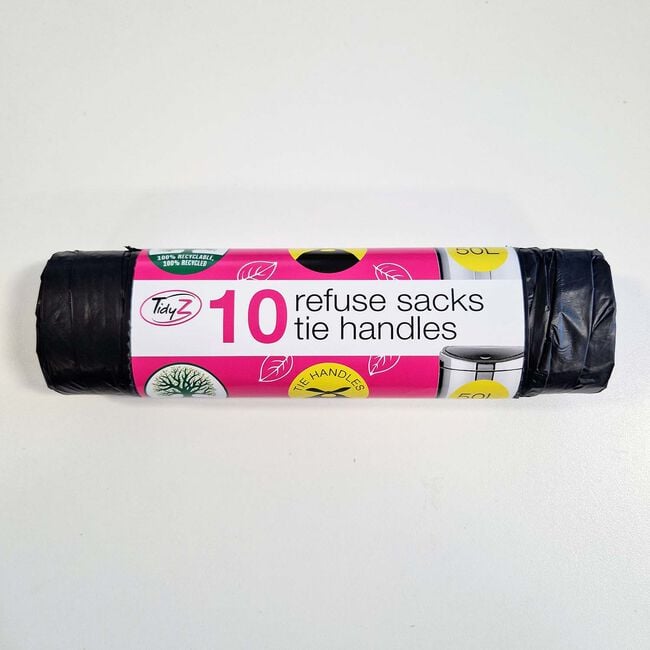 100% RECYCLABLE,
100% RECYCLED
50L
TidyZ
10
refuse sacks
tie handles
TIE HANDLES
50L